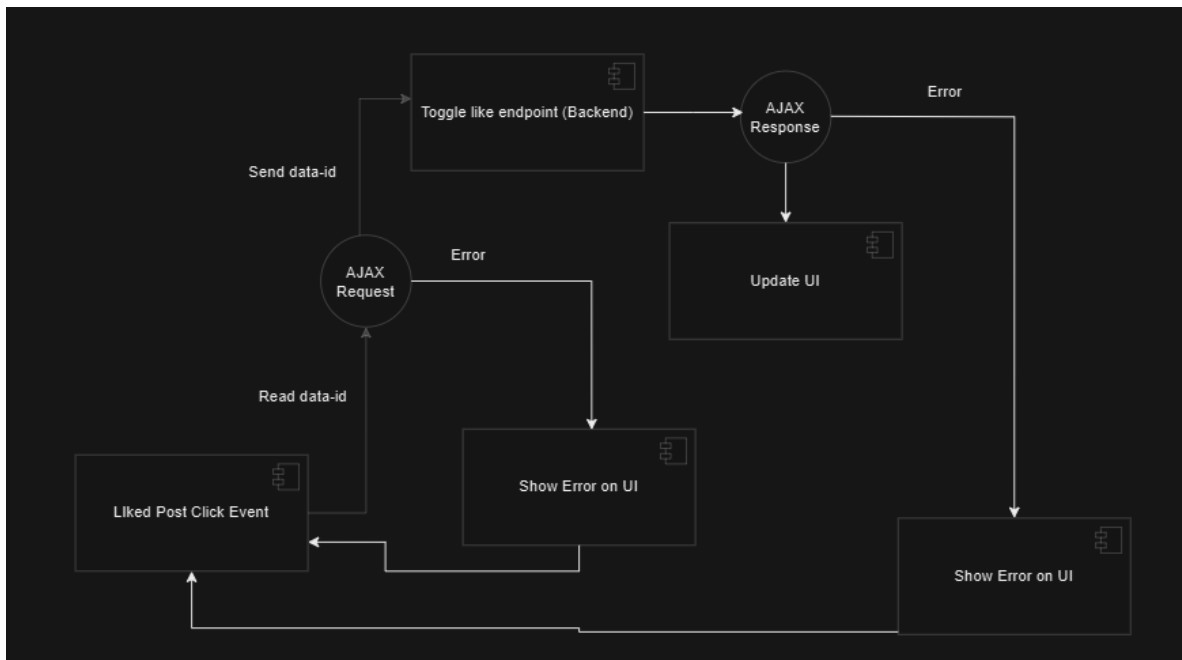 Toggle like endpoint (Backend)
AJAX
Response
Error
Send data-id
AJAX
Request
Error
Update UI
Read data-id
LIked Post Click Event
Show Error on UI
Show Error on UI